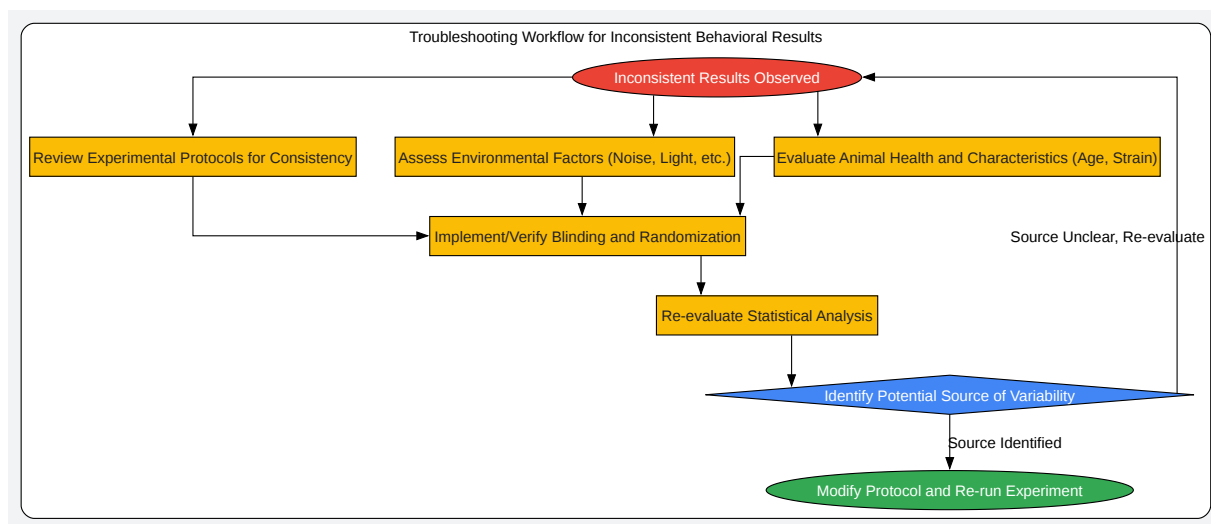 Troubleshooting Workflow for Inconsistent Behavioral Results
Inconsistent Results Observed
Review Experimental Protocols for Consistency
Assess Environmental Factors (Noise, Light, etc.)
Evaluate Animal Health and Characteristics (Age, Strain)
Implement/Verify Blinding and Randomization
Source Unclear, Re-evaluate
Re-evaluate Statistical Analysis
Identify Potential Source of Variability
Source Identified
Modify Protocol and Re-run Experiment